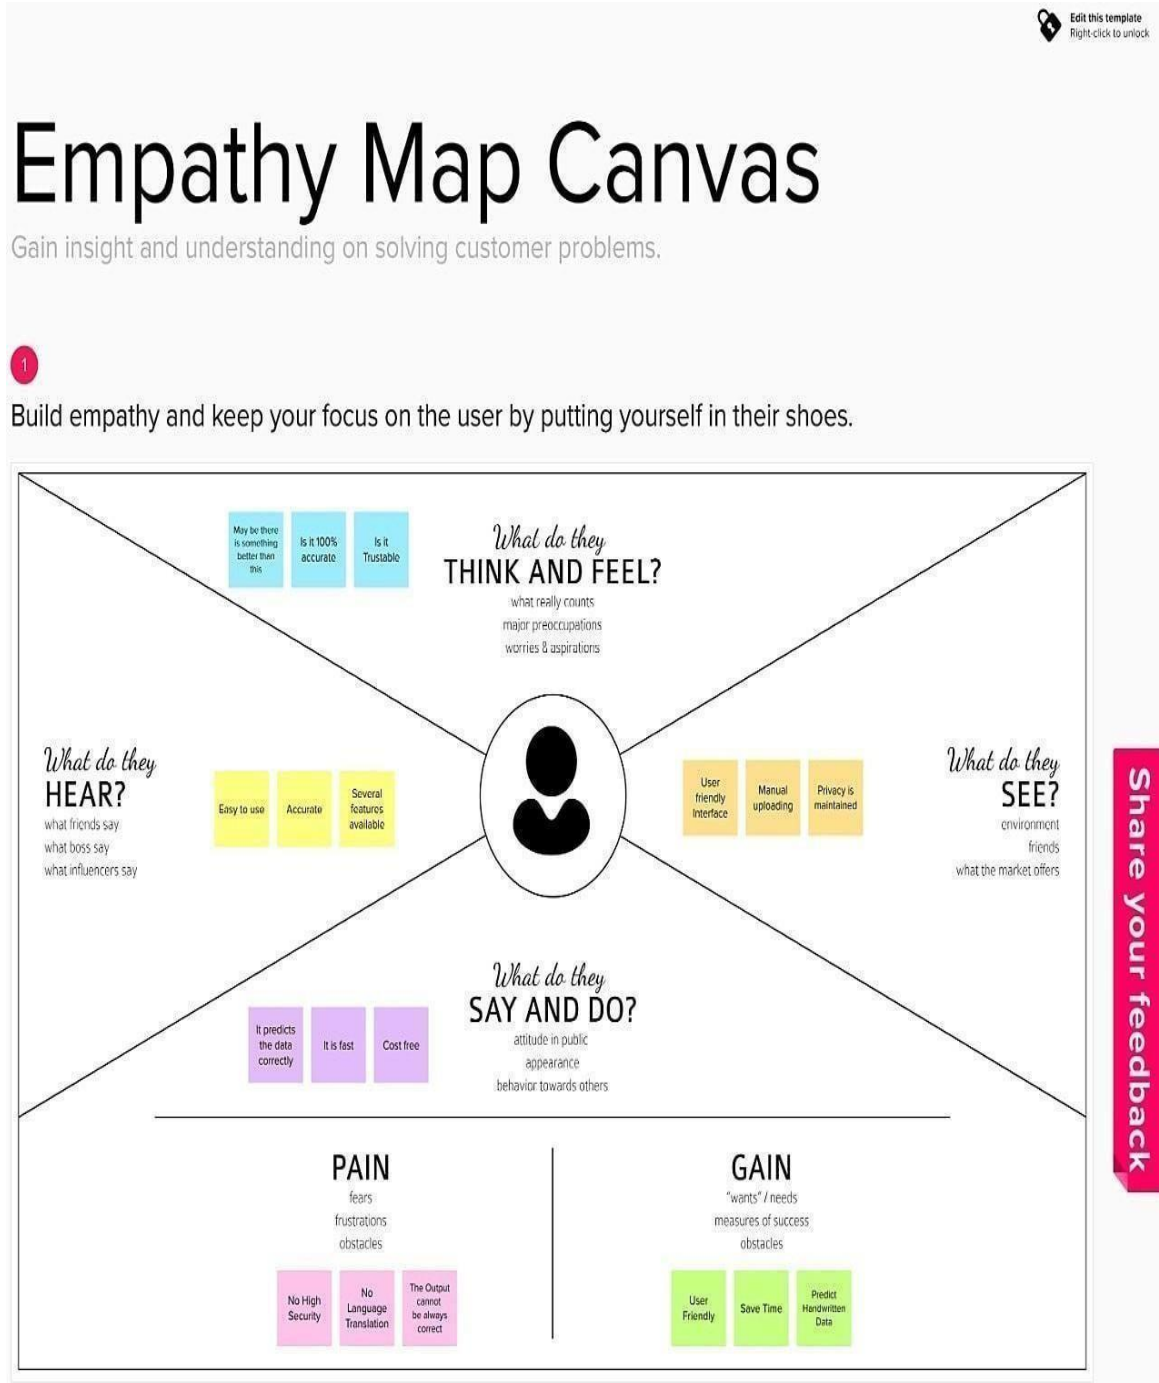 Edit this template
Right-click to unlock
Empathy Map Canvas
Gain insight and understanding on solving customer problems.
1
Build empathy and keep your focus on the user by putting yourself in their shoes.
May be there
is something
better than
this
Is it 100%
accurate
Is it
Trustable
What do they
THINK AND FEEL?
what really counts
major preoccupations
worries & aspirations
What do they
HEAR?
what friends say
what boss say
what influencers say
Easy to use
Accurate
Several
features
available
User
friendly
Interface
Manual
uploading
Privacy is
maintained
What do they
SEE?
environment
friends
what the market offers
Share your feedback
What do they
SAY AND DO?
attitude in public
appearance
behavior towards others
It predicts
the data
correctly
It is fast
Cost free
PAIN
fears
frustrations
obstacles
No High
Security
No
Language
Translation
The Output
cannot
be always
correct
GAIN
"wants" / needs
measures of success
obstacles
User
Friendly
Save Time
Predict
Handwritten
Data